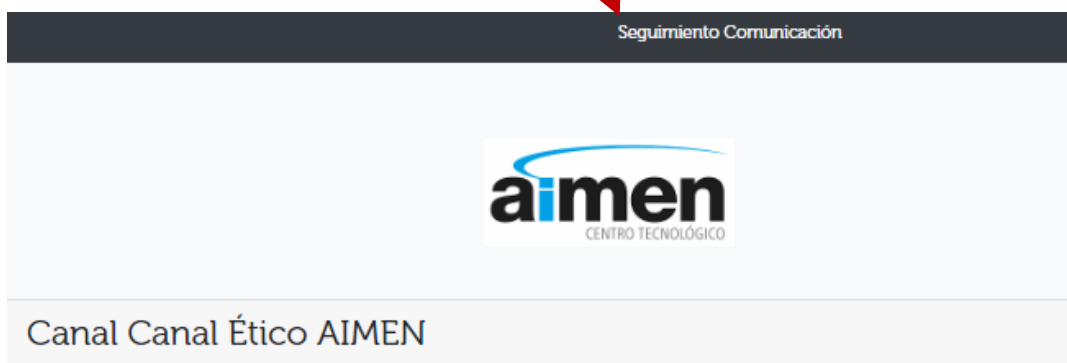 Seguimiento Comunicación
aimen
CENTRO TECNOLÓGICO
Canal Canal Ético AIMEN